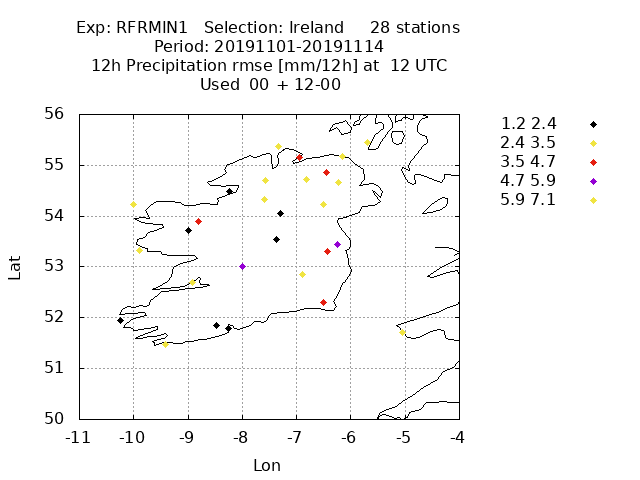 Exp: RFRMIN1 Selection: Ireland 28 stations
Period: 20191101-20191114
12h Precipitation rmse [mm/12h] at 12 UTC
Used 00 + 12-00
56
55
54
53
52
51
50
-11 -10 -9 -8 -7 -6 -5 -4
Lat
Lon
1.2 2.4
2.4 3.5
3.5 4.7
4.7 5.9
5.9 7.1